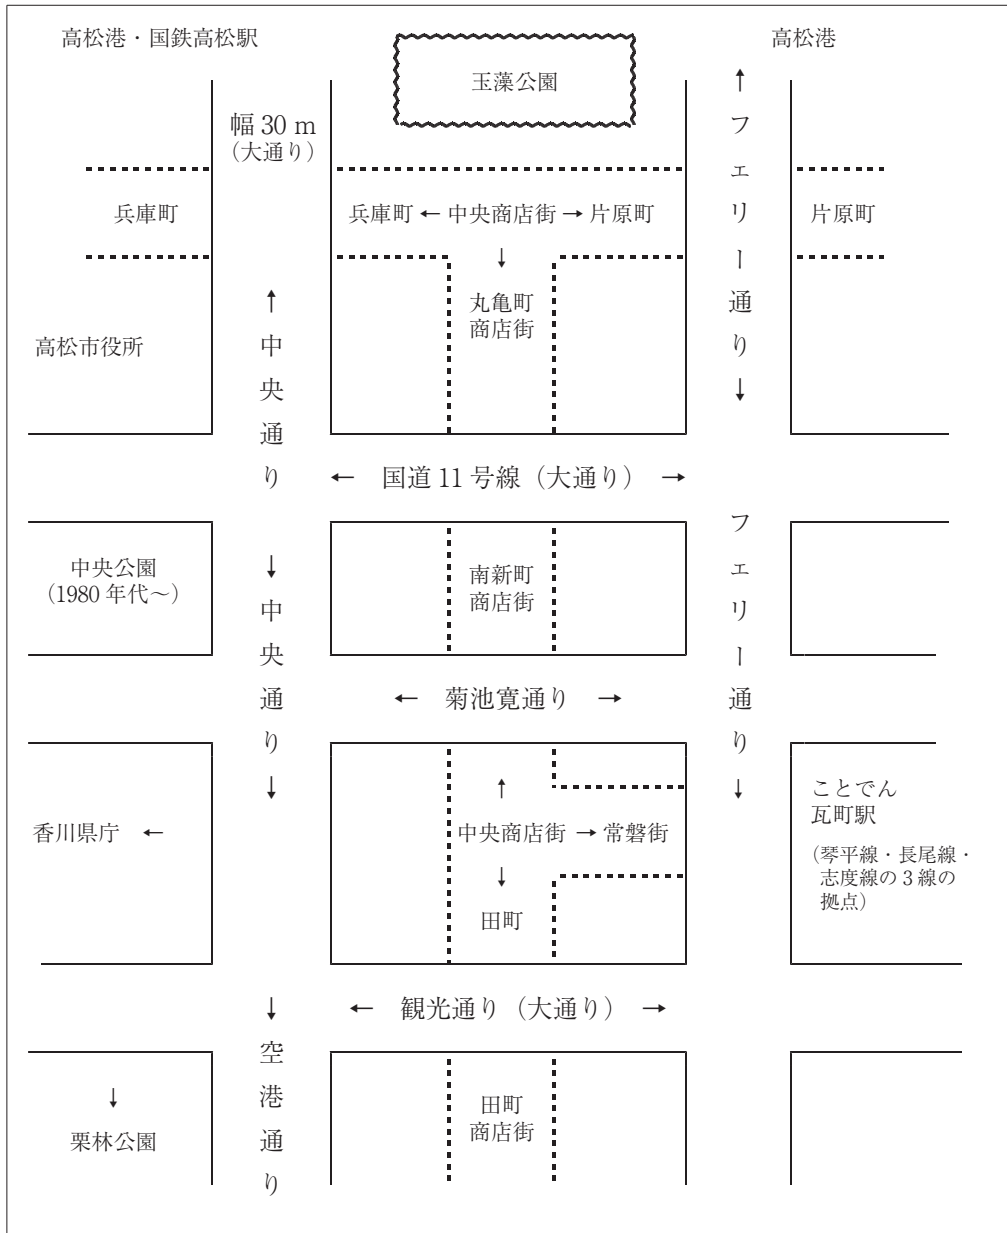 高松港・国鉄高松駅
高松港
玉藻公園
幅 30 m
（大通り）
兵庫町
兵庫町 ← 中央商店街 → 片原町
片原町
↓
丸亀町
商店街
↑フェリー通り↓
高松市役所
↑中央通り
← 国道 11 号線（大通り） →
中央公園
（1980 年代～）
↓中央通り↓
南新町
商店街
フェリー通り↓
← 菊池寛通り →
香川県庁 ←
↑
中央商店街 → 常磐街
↓
田町
ことでん
瓦町駅
（琴平線・長尾線・
志度線の 3 線の
拠点）
← 観光通り（大通り） →
↓空港通り
↓
栗林公園
田町
商店街